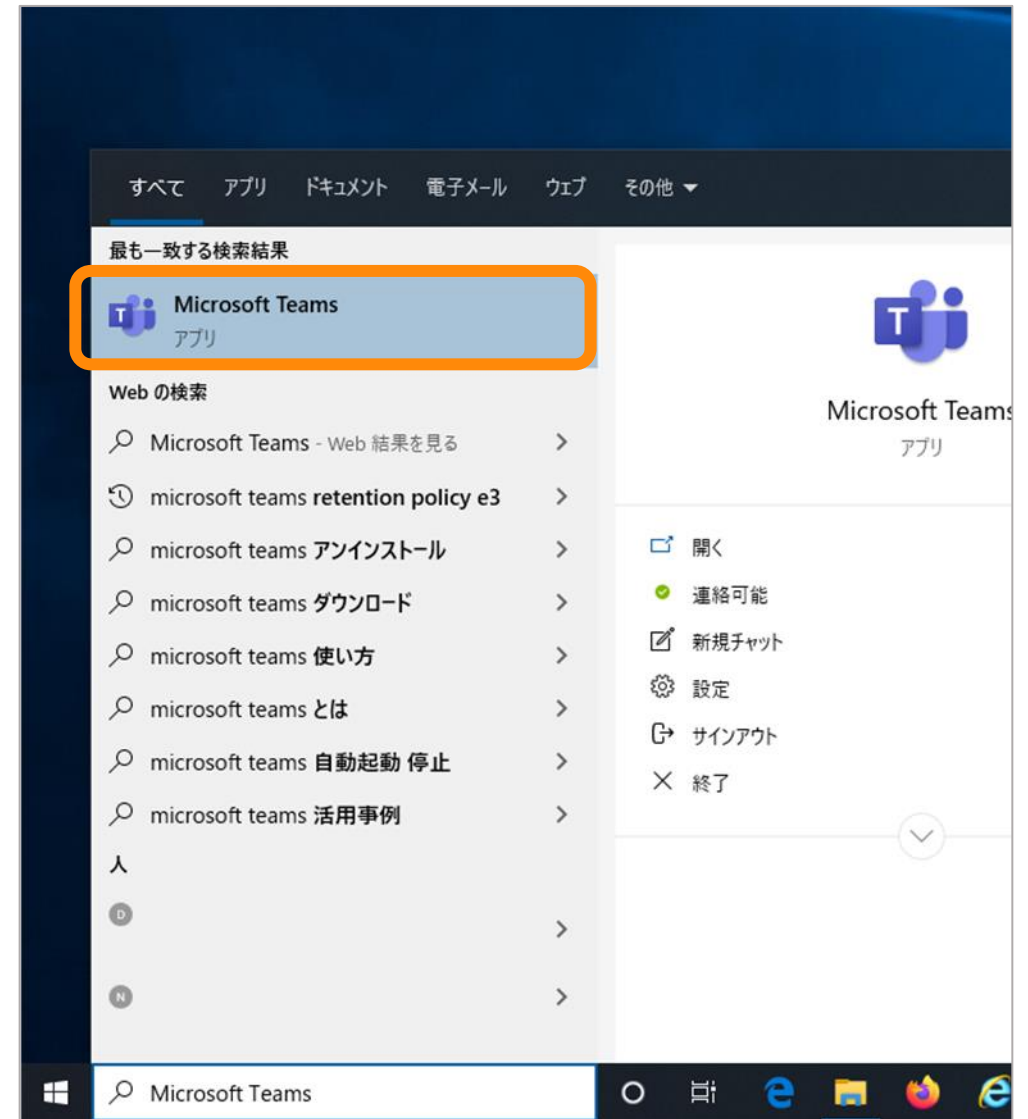 すべて アプリ ドキュメント 電子メール ウェブ その他
最も一致する検索結果
Microsoft Teams
アプリ
Web の検索
Microsoft Teams - Web 結果を見る
microsoft teams retention policy e3
microsoft teams アンインストール
microsoft teams ダウンロード
microsoft teams 使い方
microsoft teams とは
microsoft teams 自動起動 停止
microsoft teams 活用事例
人
D
N
Microsoft Teams
T
Microsoft Teams
アプリ
開く
連絡可能
新規チャット
設定
サインアウト
終了